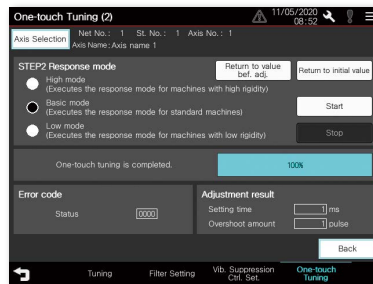 One-touch Tuning (2)
11/05/2020
08:52
Axis Selection
Net No.: 1 St. No.: 1 Axis No.: 1
Axis Name: Axis name 1
STEP2 Response mode
Return to value
bef. adj.
Return to initial value
High mode
(Executes the response mode for machines with high rigidity)
Basic mode
(Executes the response mode for standard machines)
Start
Low mode
(Executes the response mode for machines with low rigidity)
Stop
One-touch tuning is completed.
100%
Error code
Status
0000
Adjustment result
Setting time 1 ms
Overshoot amount 1 pulse
Back
Tuning
Filter Setting
Vib. Suppression
Ctrl. Set.
One-touch
Tuning